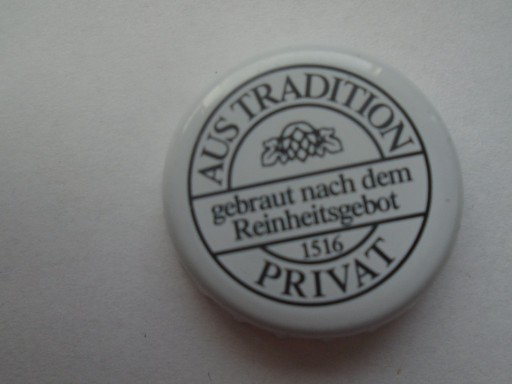 AUS TRADITION
gebraut nach dem
Reinheitsgebot
1516
PRIVAT